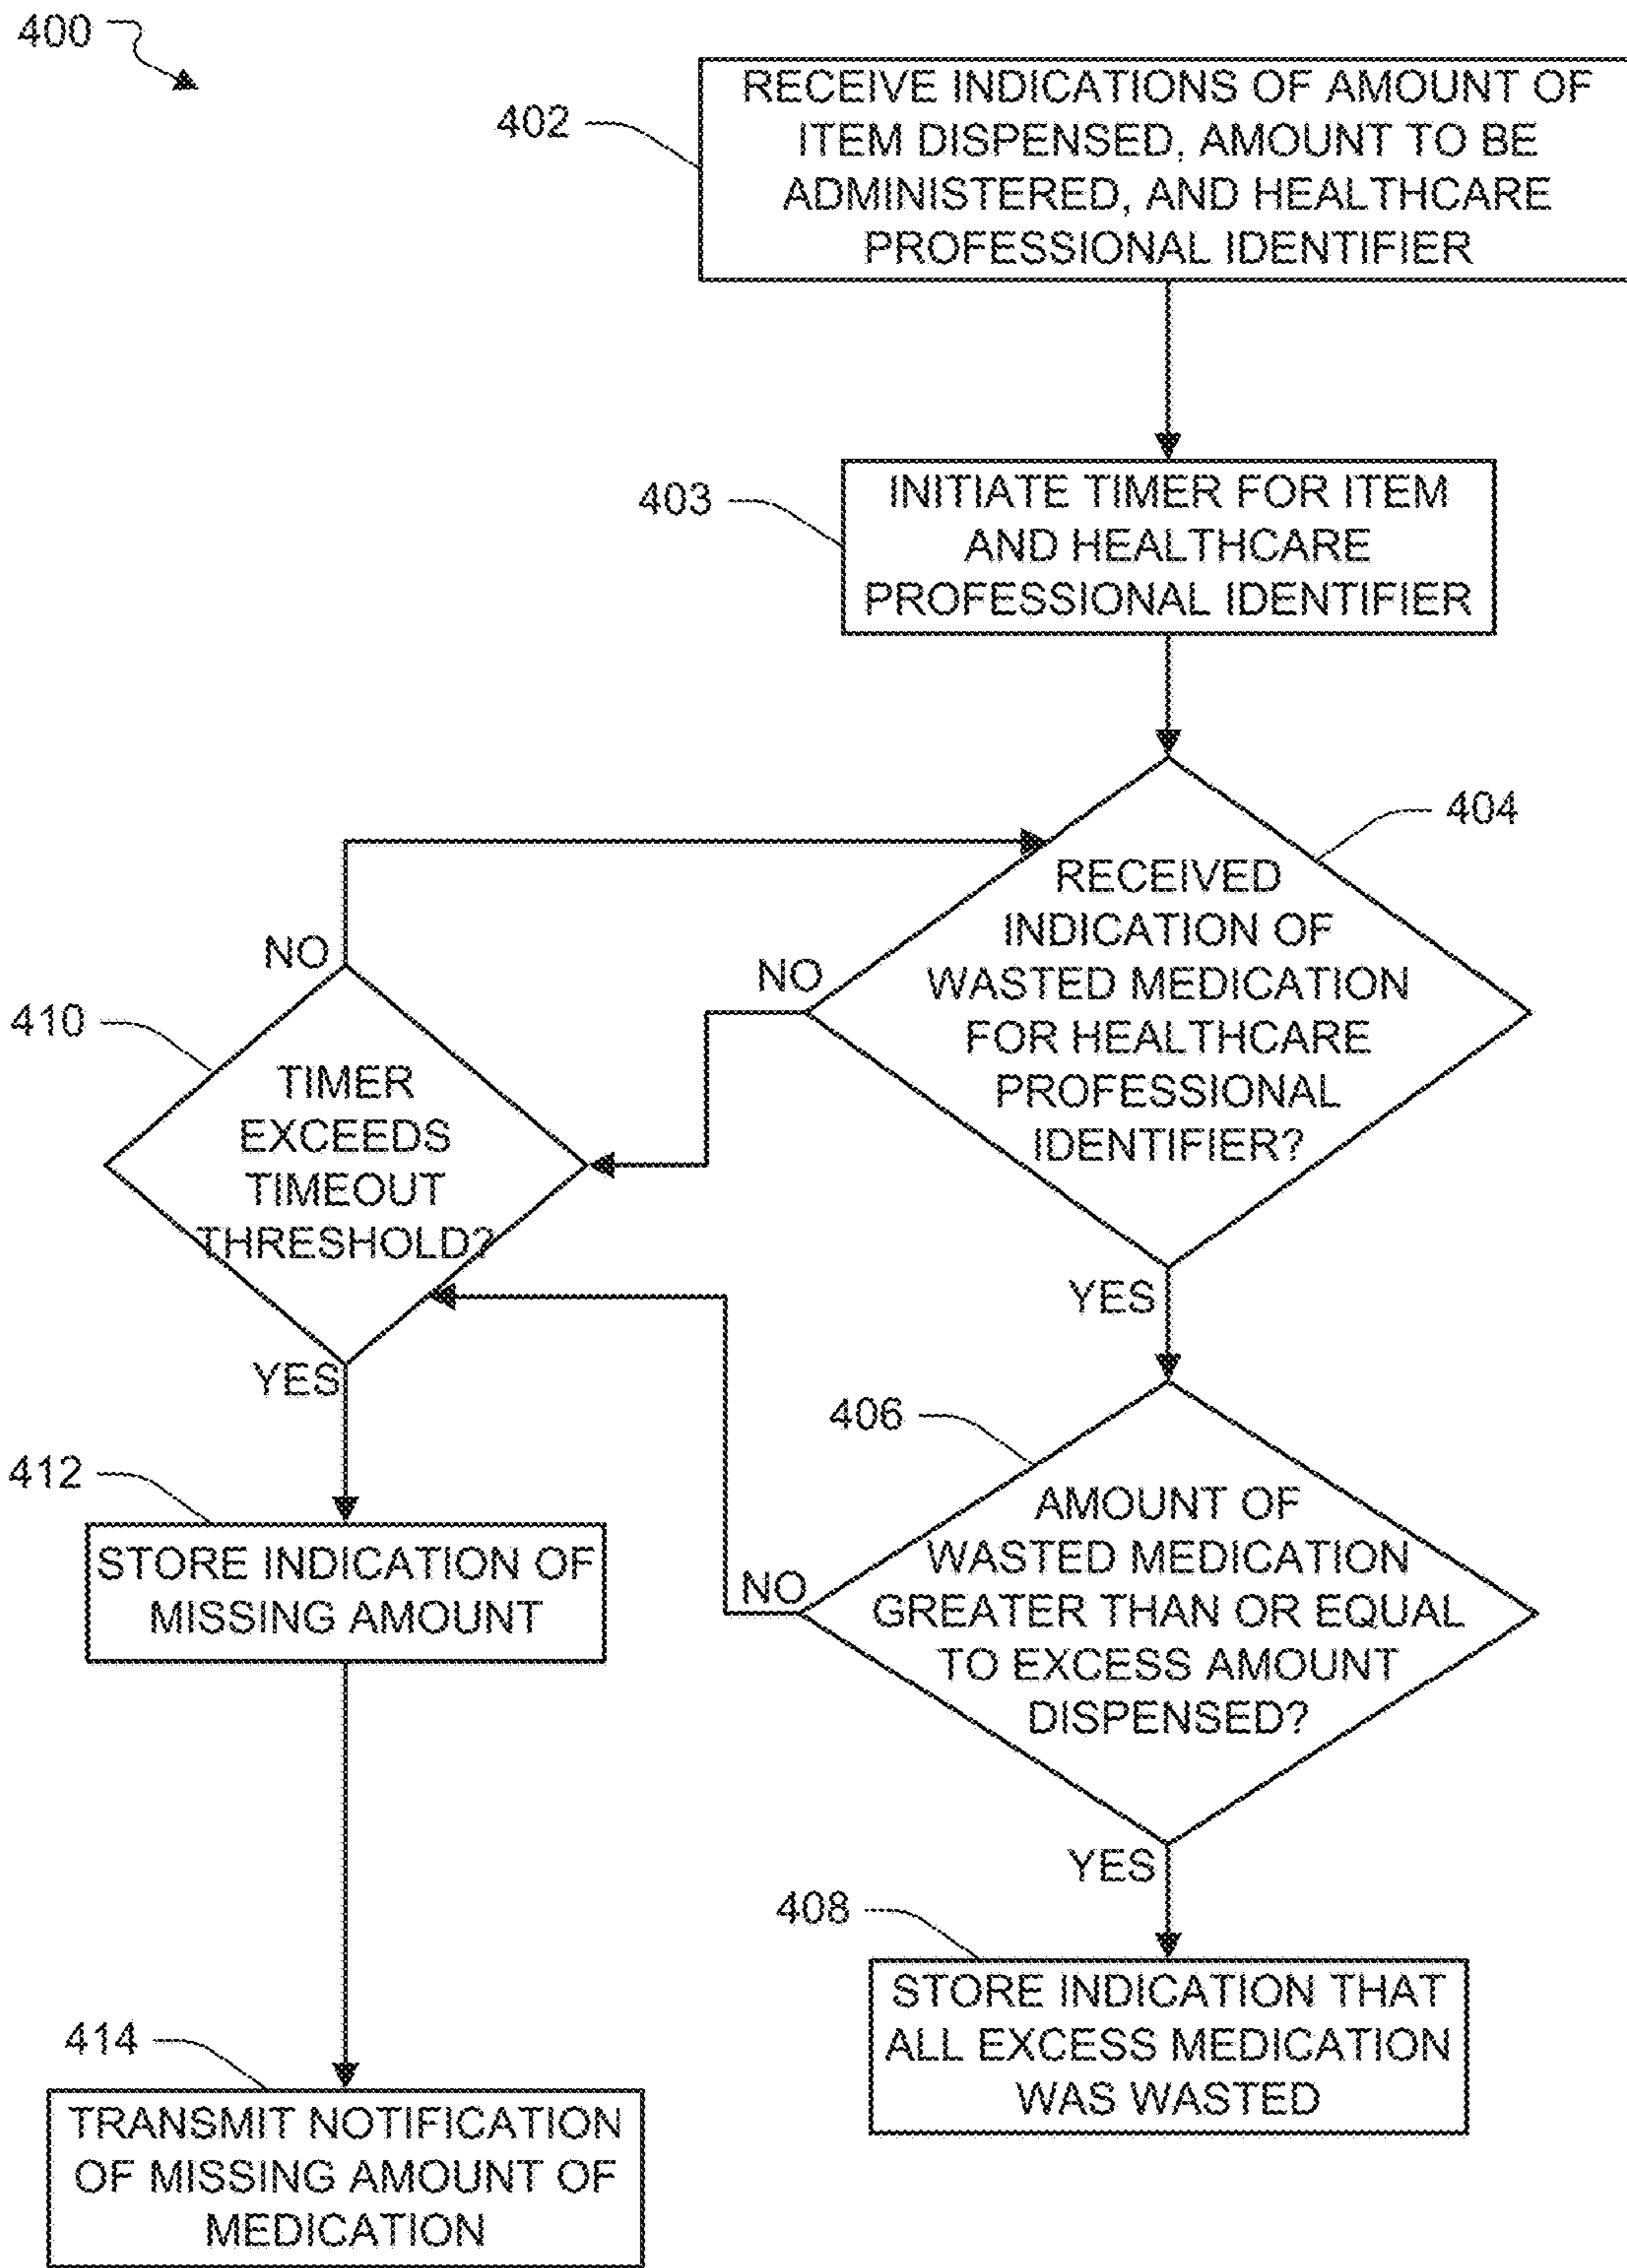 400
402
RECEIVE INDICATIONS OF AMOUNT OF
ITEM DISPENSED, AMOUNT TO BE
ADMINISTERED, AND HEALTHCARE
PROFESSIONAL IDENTIFIER
403
INITIATE TIMER FOR ITEM
AND HEALTHCARE
PROFESSIONAL IDENTIFIER
404
RECEIVED
INDICATION OF
WASTED MEDICATION
FOR HEALTHCARE
PROFESSIONAL
IDENTIFIER?
NO
YES
410
NO
TIMER
EXCEEDS
TIMEOUT
THRESHOLD?
YES
406
AMOUNT OF
WASTED MEDICATION
GREATER THAN OR EQUAL
TO EXCESS AMOUNT
DISPENSED?
NO
YES
412
STORE INDICATION OF
MISSING AMOUNT
408
STORE INDICATION THAT
ALL EXCESS MEDICATION
WAS WASTED
414
TRANSMIT NOTIFICATION
OF MISSING AMOUNT OF
MEDICATION